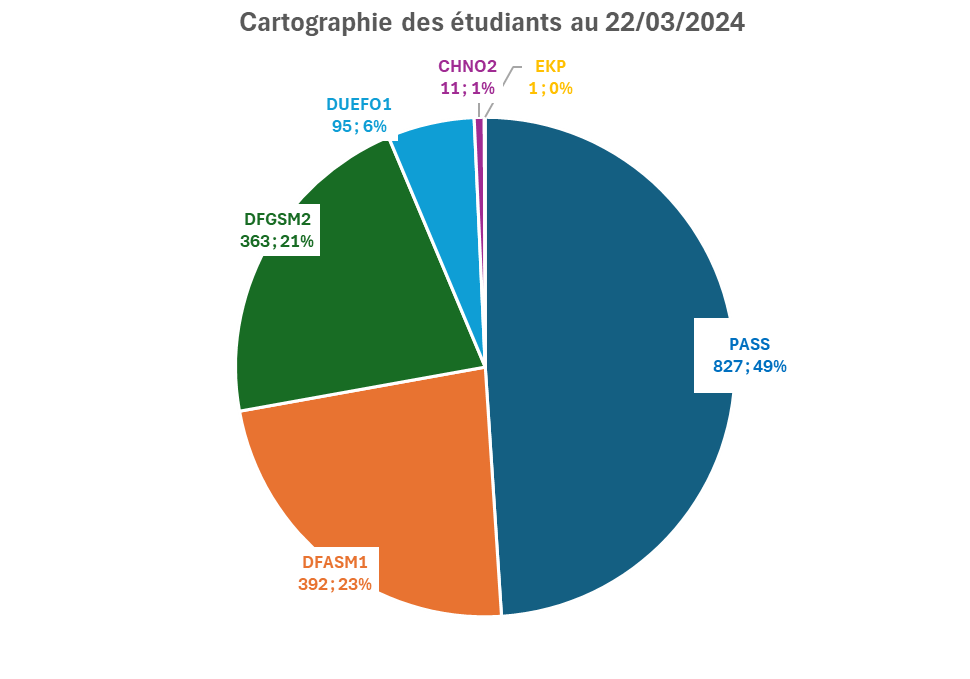 Cartographie des étudiants au 22/03/2024
CHNO2
11; 1%
EKP
1; 0%
DUEFO1
95; 6%
DFGSM2
363; 21%
PASS
827; 49%
DFASM1
392; 23%